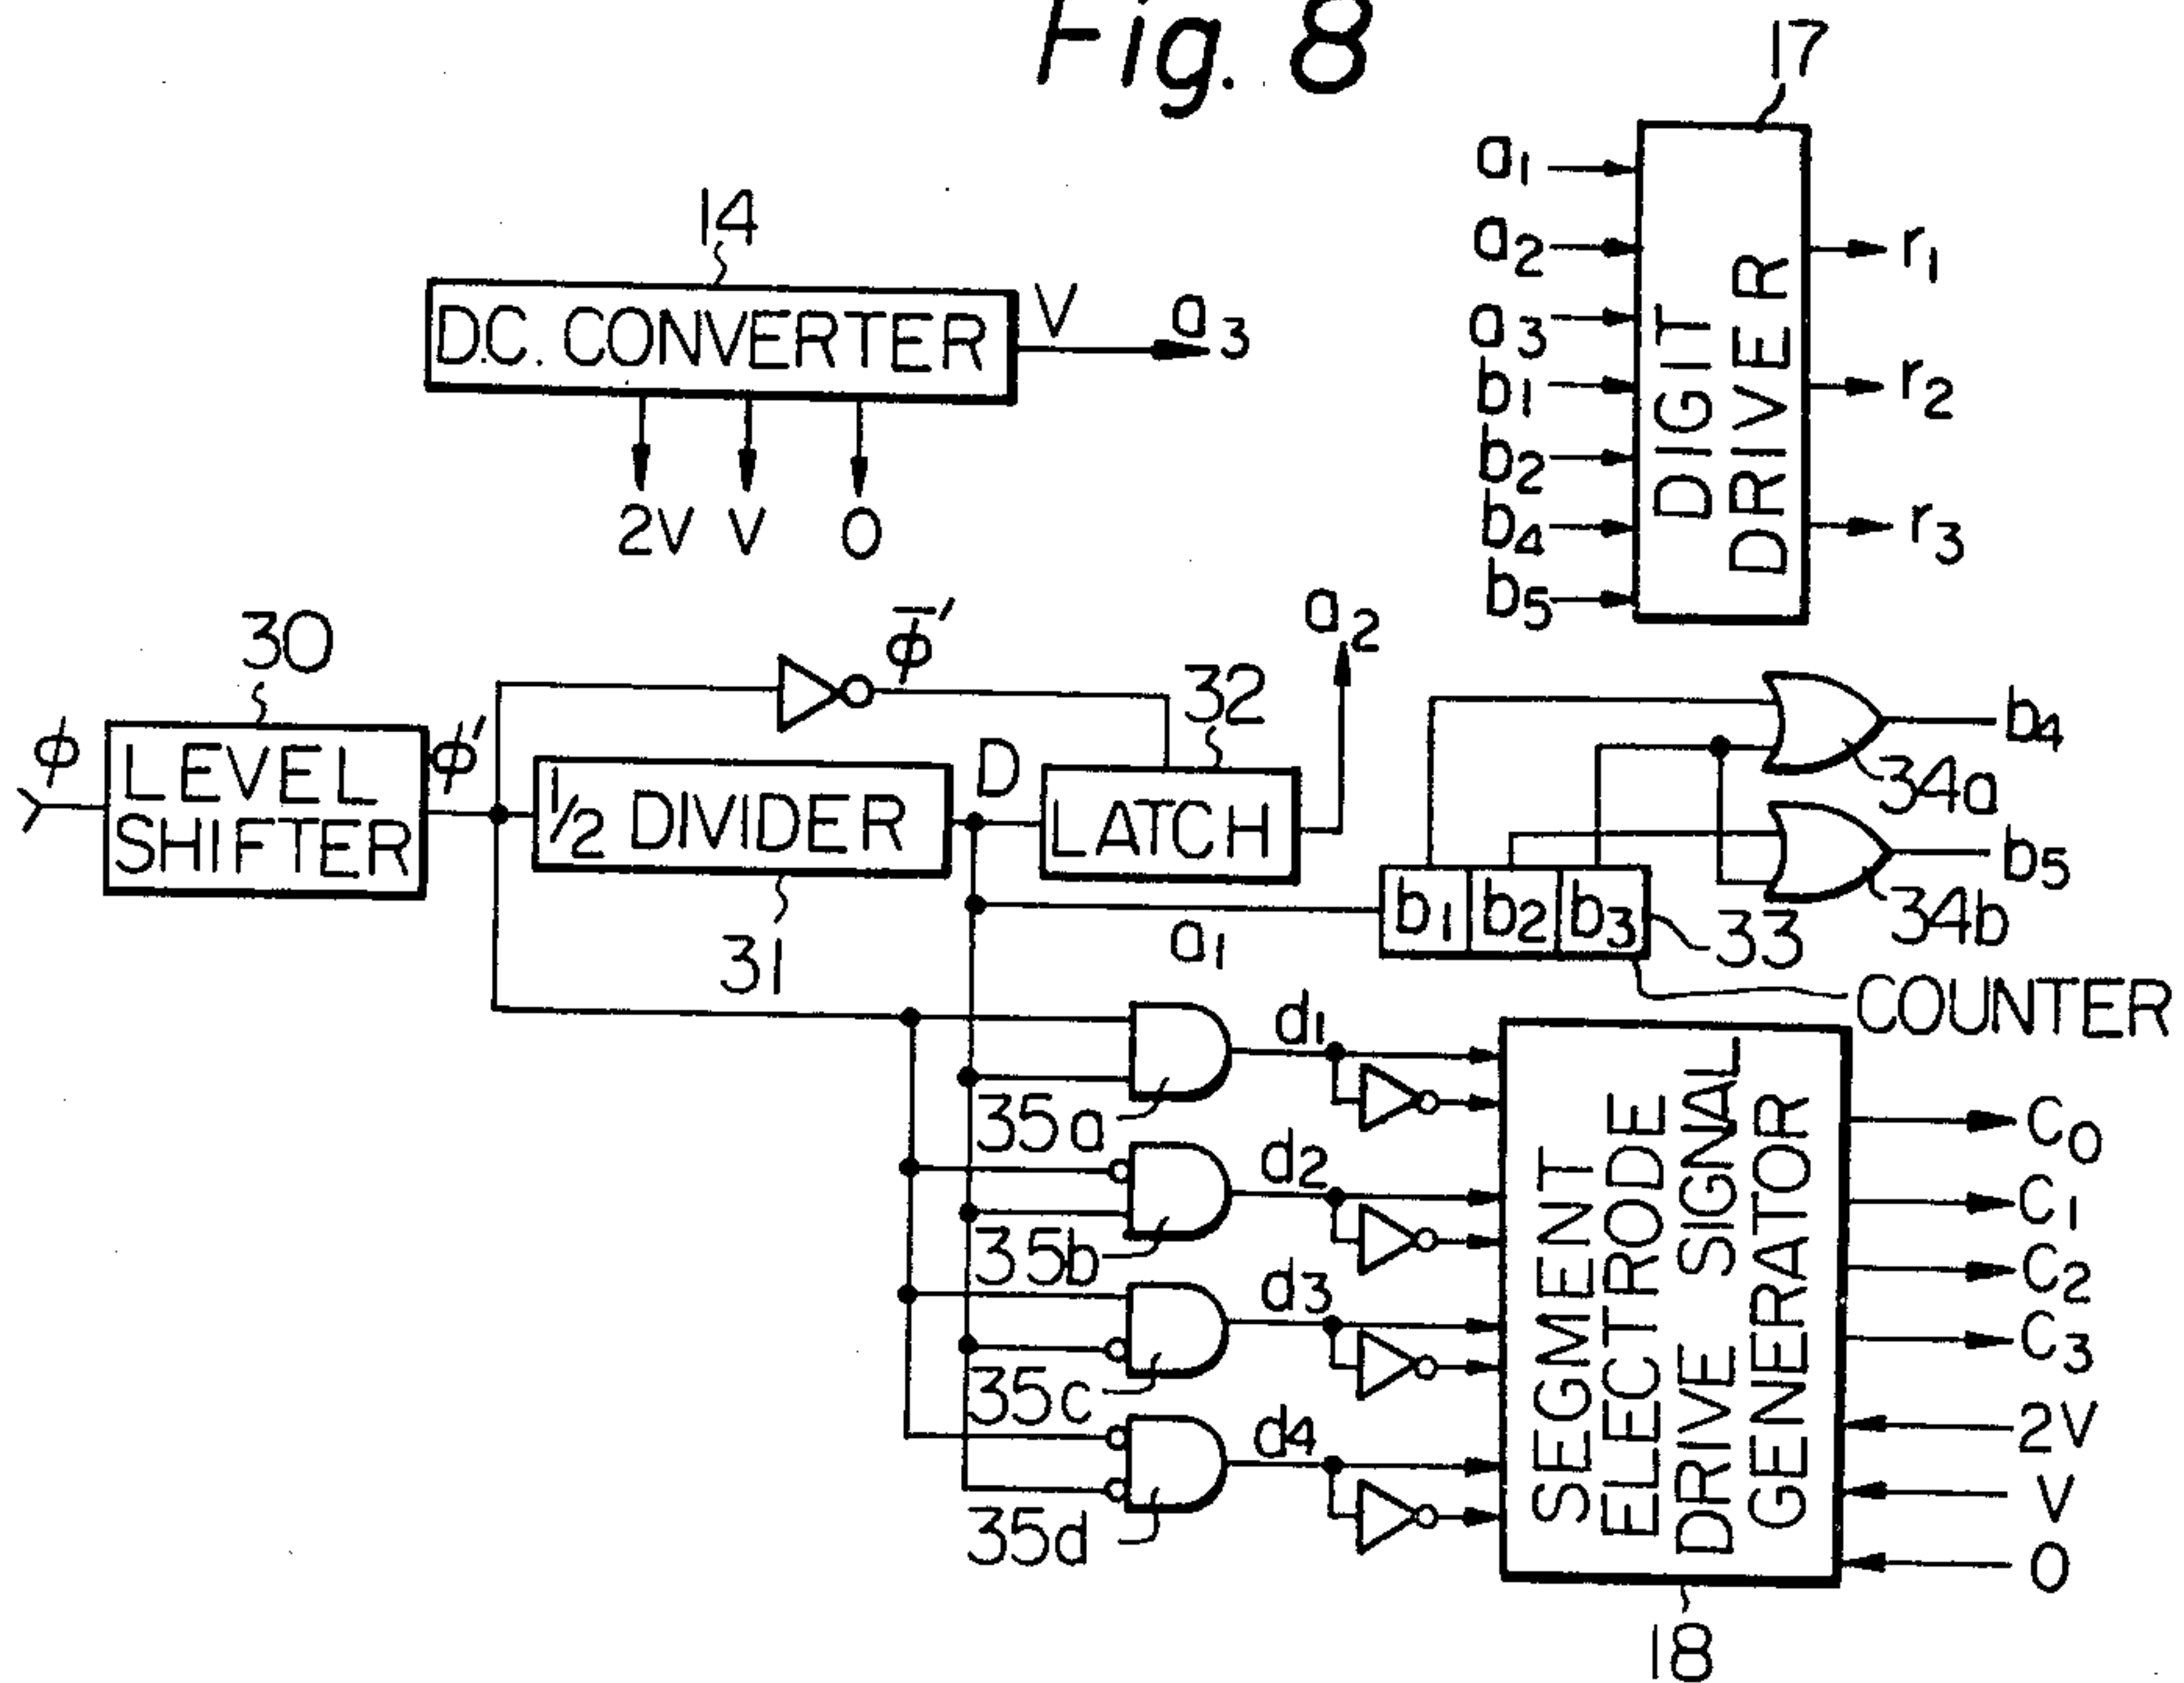 Fig. 8
17
a1
a2
a3
b1
b2
b4
b5
DIGIT
DRIVER
r1
r2
r3
14
D.C. CONVERTER
V
a3
2V
V
0
30
ϕ
LEVEL
SHIFTER
ϕ'
ϕ̅'
1/2 DIVIDER
31
D
32
LATCH
a2
a1
b1
b2
b3
33
COUNTER
34a
b4
34b
b5
35a
d1
35b
d2
35c
d3
35d
d4
SEGMENT
ELECTRODE
DRIVE SIGNAL
GENERATOR
C0
C1
C2
C3
2V
V
0
18